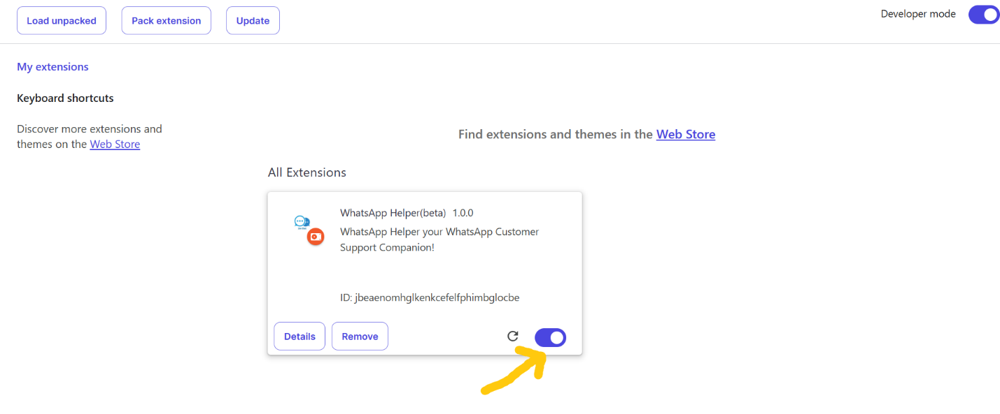 Load unpacked
Pack extension
Update
Developer mode
My extensions
Keyboard shortcuts
Discover more extensions and
themes on the Web Store
Find extensions and themes in the Web Store
All Extensions
WhatsApp Helper(beta) 1.0.0
WhatsApp Helper your WhatsApp Customer
Support Companion!
ID: jbeaenomhglkenkcefelfphimbglocbe
Details
Remove